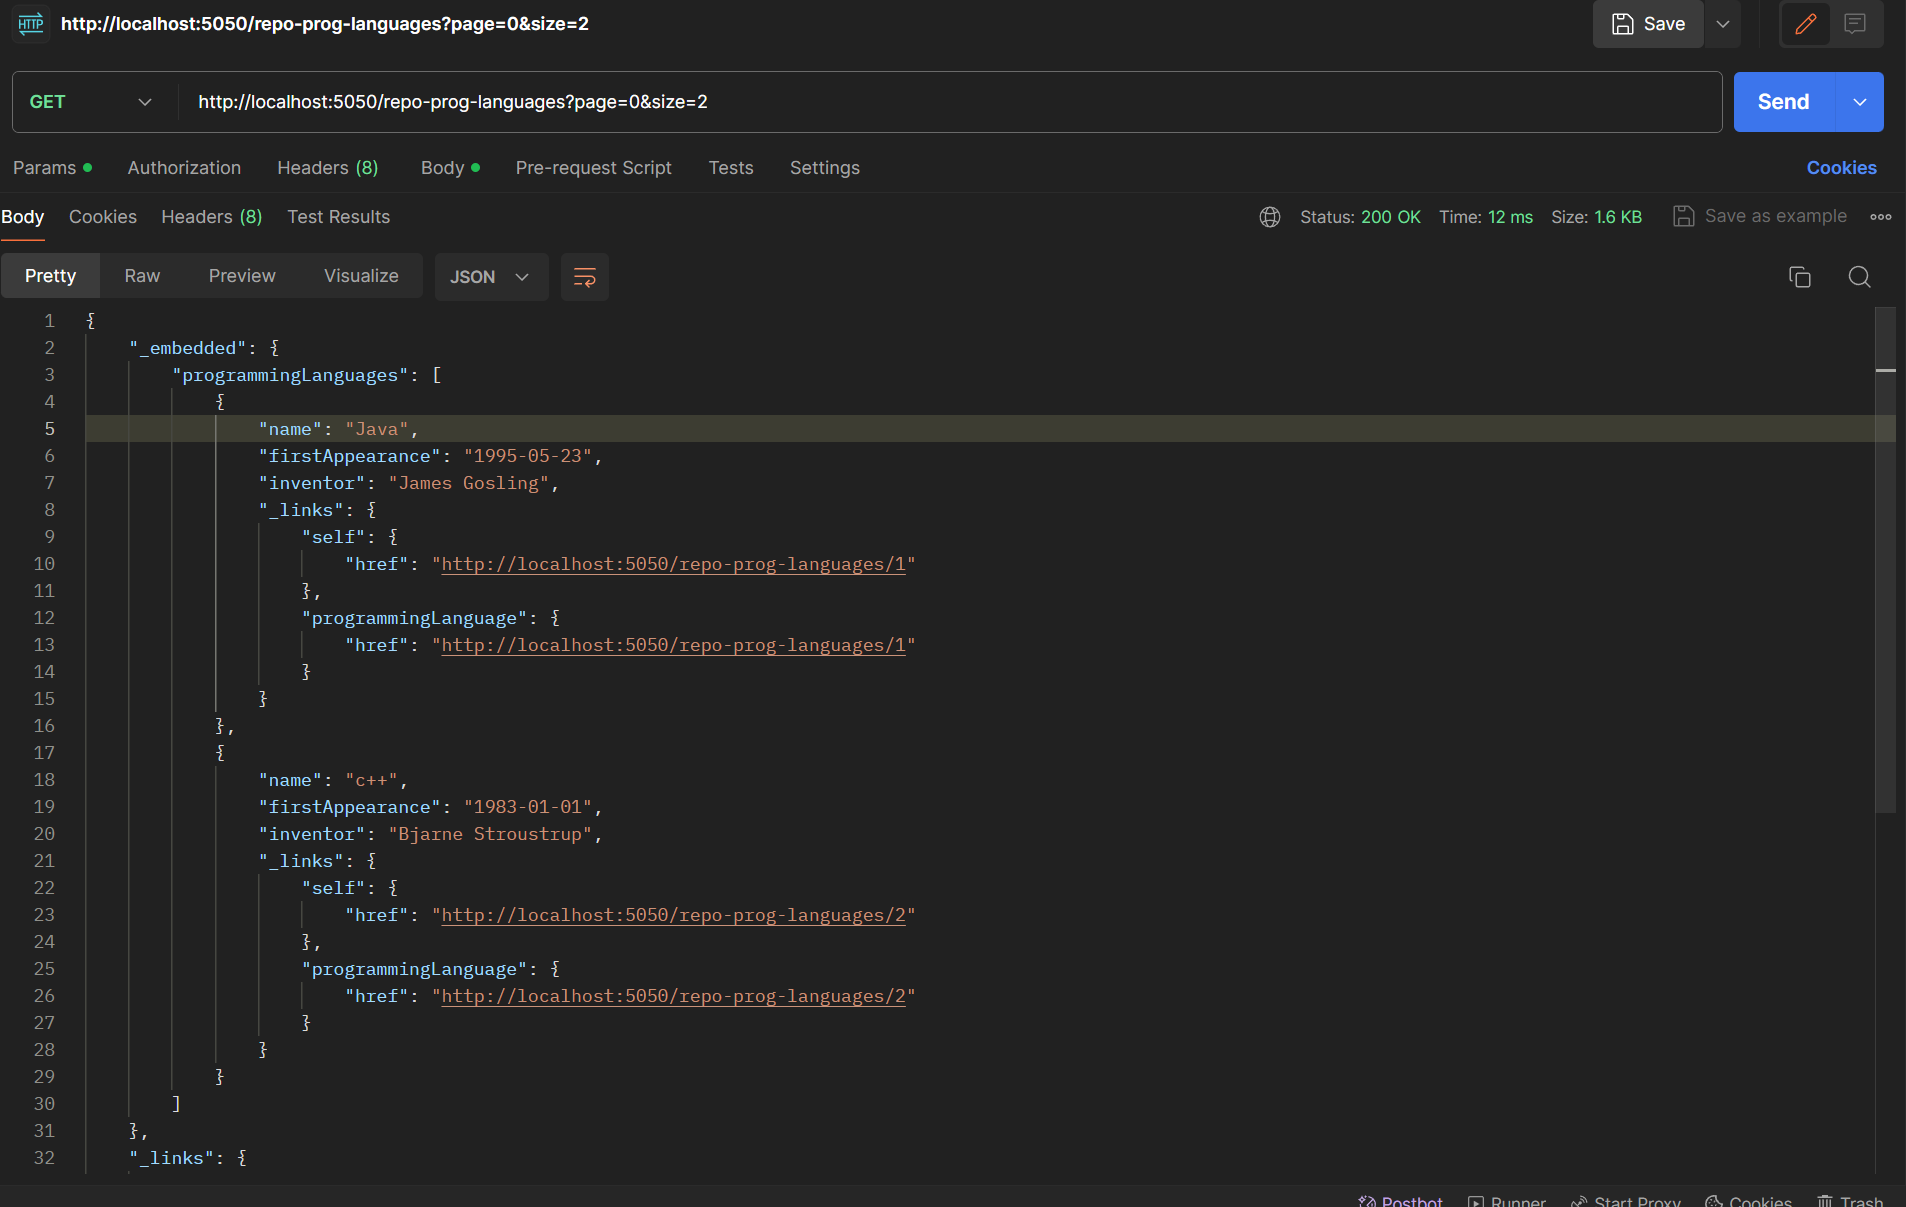 HTTP http://localhost:5050/repo-prog-languages?page=0&size=2 Save
GET http://localhost:5050/repo-prog-languages?page=0&size=2 Send
Params Authorization Headers (8) Body Pre-request Script Tests Settings Cookies
Body Cookies Headers (8) Test Results Status: 200 OK Time: 12 ms Size: 1.6 KB Save as example
Pretty Raw Preview Visualize JSON
1 {
2 "_embedded": {
3 "programmingLanguages": [
4 {
5 "name": "Java",
6 "firstAppearance": "1995-05-23",
7 "inventor": "James Gosling",
8 "_links": {
9 "self": {
10 "href": "http://localhost:5050/repo-prog-languages/1"
11 },
12 "programmingLanguage": {
13 "href": "http://localhost:5050/repo-prog-languages/1"
14 }
15 }
16 },
17 {
18 "name": "c++",
19 "firstAppearance": "1983-01-01",
20 "inventor": "Bjarne Stroustrup",
21 "_links": {
22 "self": {
23 "href": "http://localhost:5050/repo-prog-languages/2"
24 },
25 "programmingLanguage": {
26 "href": "http://localhost:5050/repo-prog-languages/2"
27 }
28 }
29 }
30 ]
31 },
32 "_links": {
Postbot Runner Start Proxy Cookies Trash